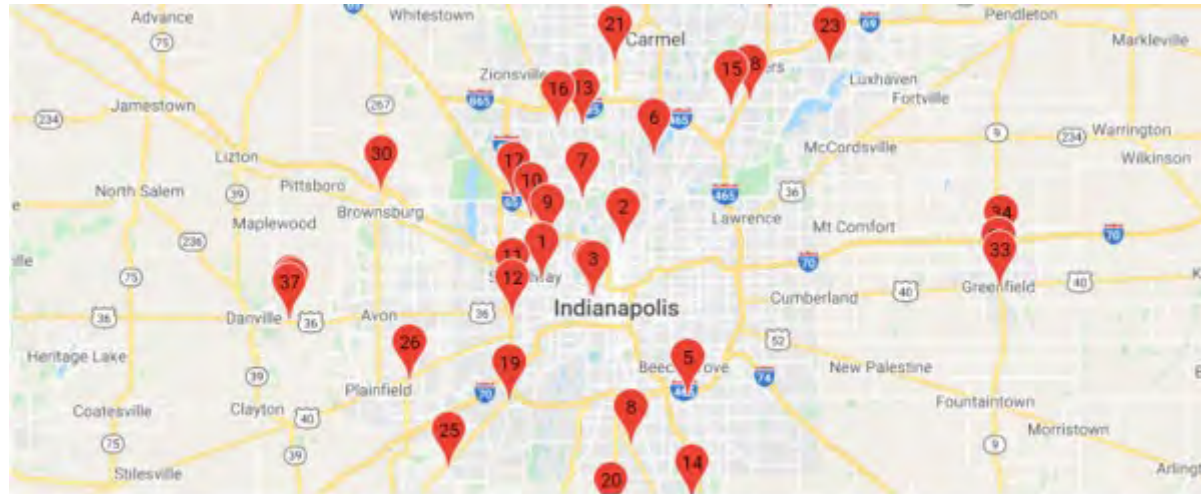 Advance
Whitestown
21
Carmel
23
69
Pendleton
Markleville
75
Zionsville
16
13
15
8
Luxhaven
Fortville
Jamestown
267
865
6
465
234
9
McCordsville
234
Warrington
Wilkinson
Lizton
30
Pittsboro
7
10
36
North Salem
39
Maplewood
Brownsburg
9
2
465
Lawrence
34
Mt Comfort
70
236
1
3
33
70
75
37
12
Indianapolis
Cumberland
40
Greenfield
40
36
Danville
36
Avon
36
52
Heritage Lake
26
19
5
New Palestine
74
39
Plainfield
70
Coatesville
Clayton
40
8
Fountaintown
Morristown
75
25
39
9
Stilesville
20
14